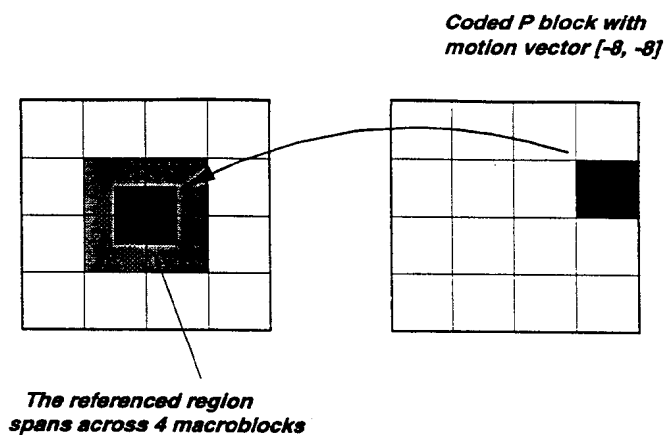 Coded P block with
motion vector [-8, -8]
The referenced region
spans across 4 macroblocks